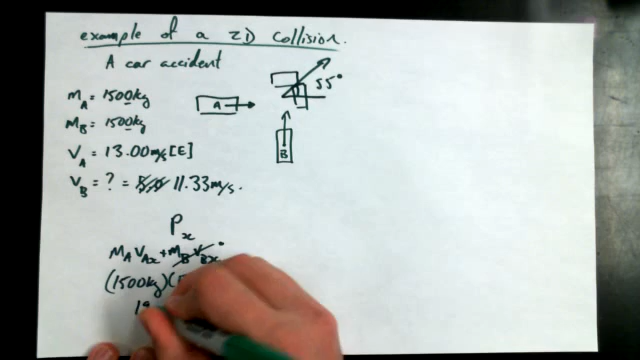 example of a 2D Collision.
A car accident
mA = 1500kg
mB = 1500kg
VA = 13.00m/s [E]
VB = ? = 11.33m/s.
A
55°
B
Px
MAVAx + MBVBx
(1500kg)(